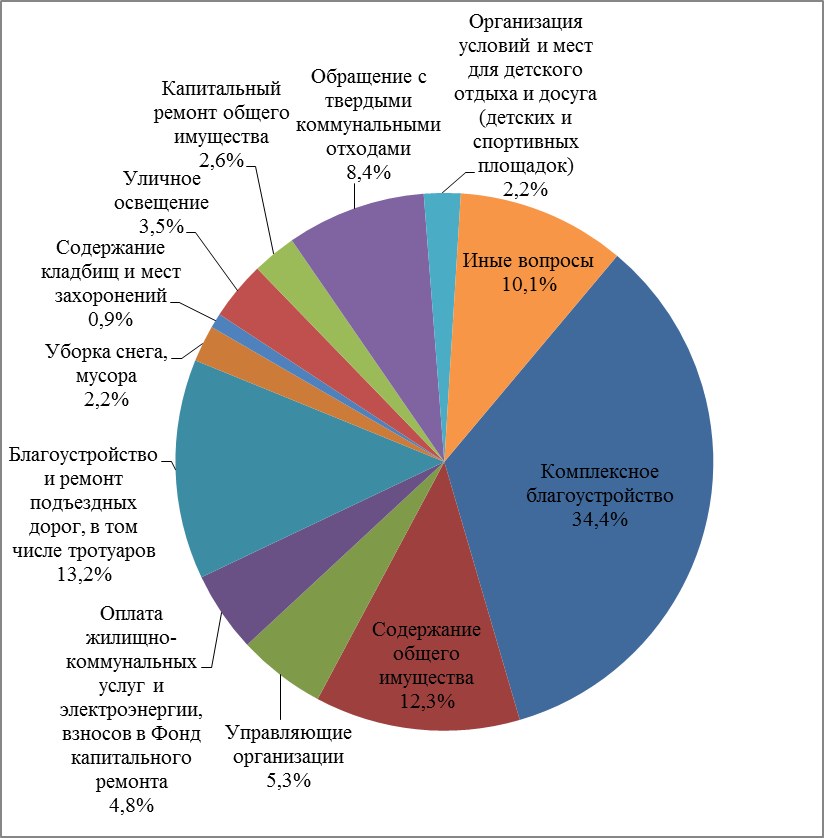 Организация
условий и мест
для детского
отдыха и досуга
(детских и
спортивных
площадок)
2,2%
Иные вопросы
10,1%
Комплексное
благоустройство
34,4%
Содержание
общего
имущества
12,3%
Управляющие
организации
5,3%
Оплата
жилищно-
коммунальных
услуг и
электроэнергии,
взносов в Фонд
капитального
ремонта
4,8%
Благоустройство
и ремонт
подъездных
дорог, в том
числе тротуаров
13,2%
Уборка снега,
мусора
2,2%
Содержание
кладбищ и мест
захоронений
0,9%
Уличное
освещение
3,5%
Капитальный
ремонт общего
имущества
2,6%
Обращение с
твердыми
коммунальными
отходами
8,4%